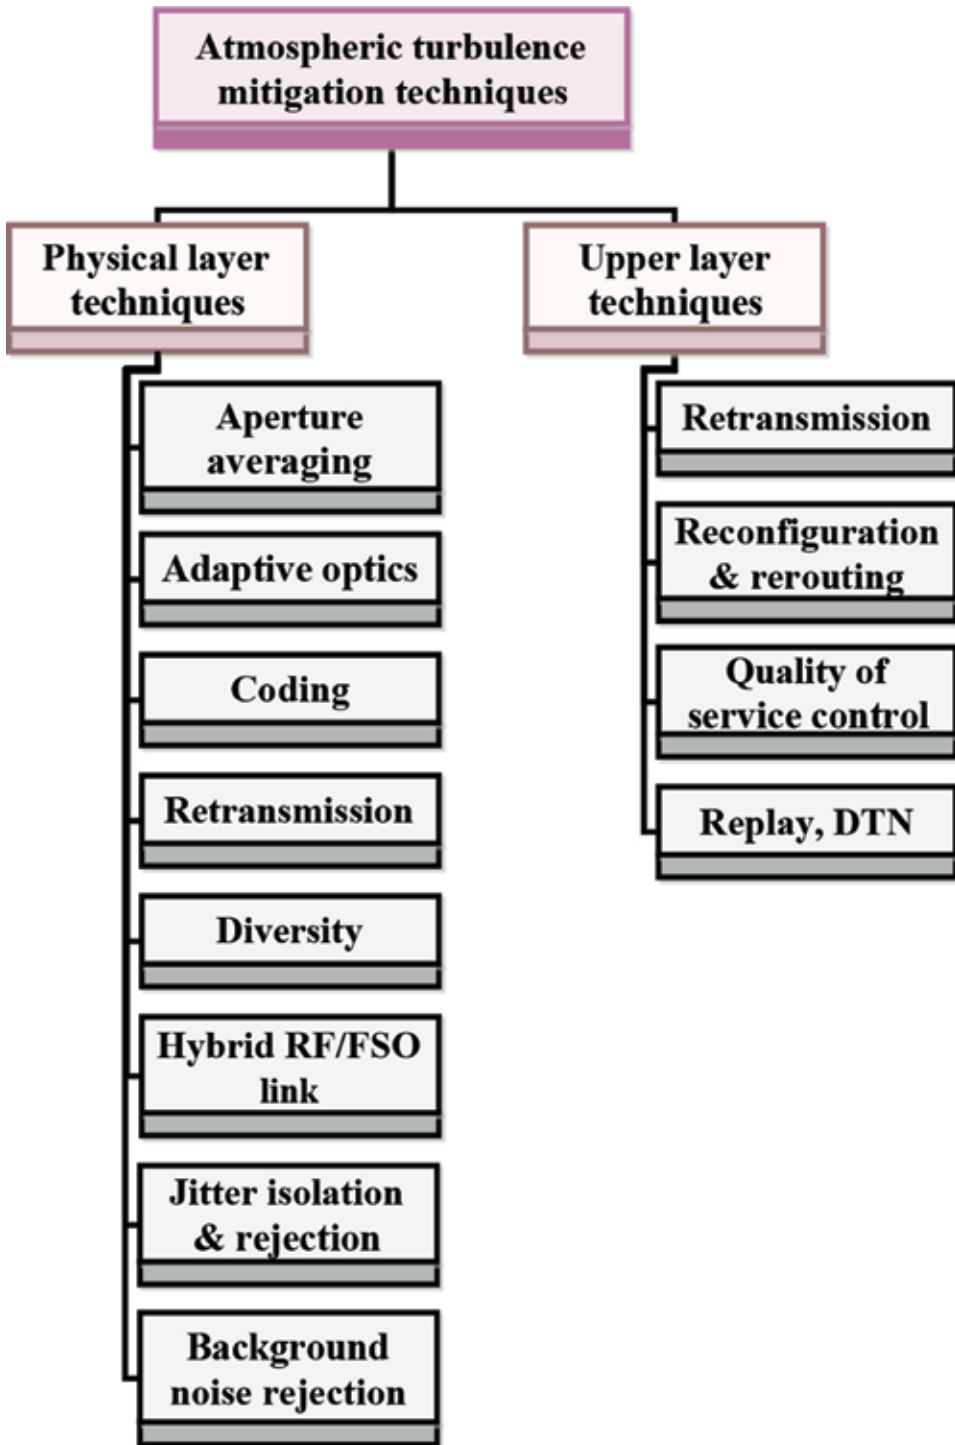 Atmospheric turbulence
mitigation techniques
Physical layer
techniques
Aperture
averaging
Adaptive optics
Coding
Retransmission
Diversity
Hybrid RF/FSO
link
Jitter isolation
& rejection
Background
noise rejection
Upper layer
techniques
Retransmission
Reconfiguration
& rerouting
Quality of
service control
Replay, DTN